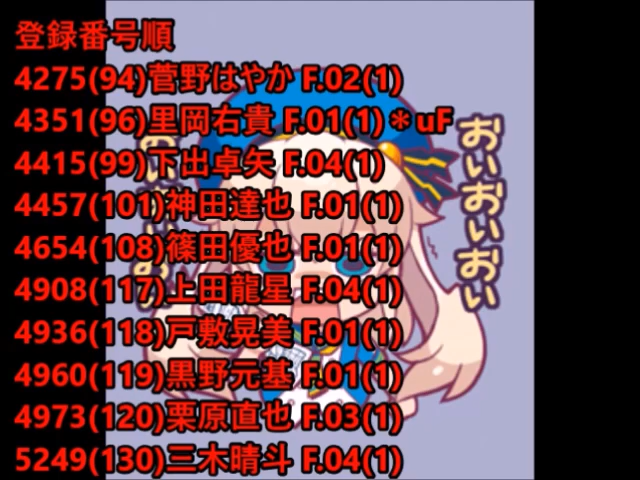 登録番号順
4275(94)菅野はやか F.02(1)
4351(96)里岡右貴 F.01(1)＊uF
4415(99)下出卓矢 F.04(1)
4457(101)神田達也 F.01(1)
4654(108)篠田優也 F.01(1)
4908(117)上田龍星 F.04(1)
4936(118)戸敷晃美 F.01(1)
4960(119)黒野元基 F.01(1)
4973(120)栗原直也 F.03(1)
5249(130)三木晴斗 F.04(1)
おいおいおい